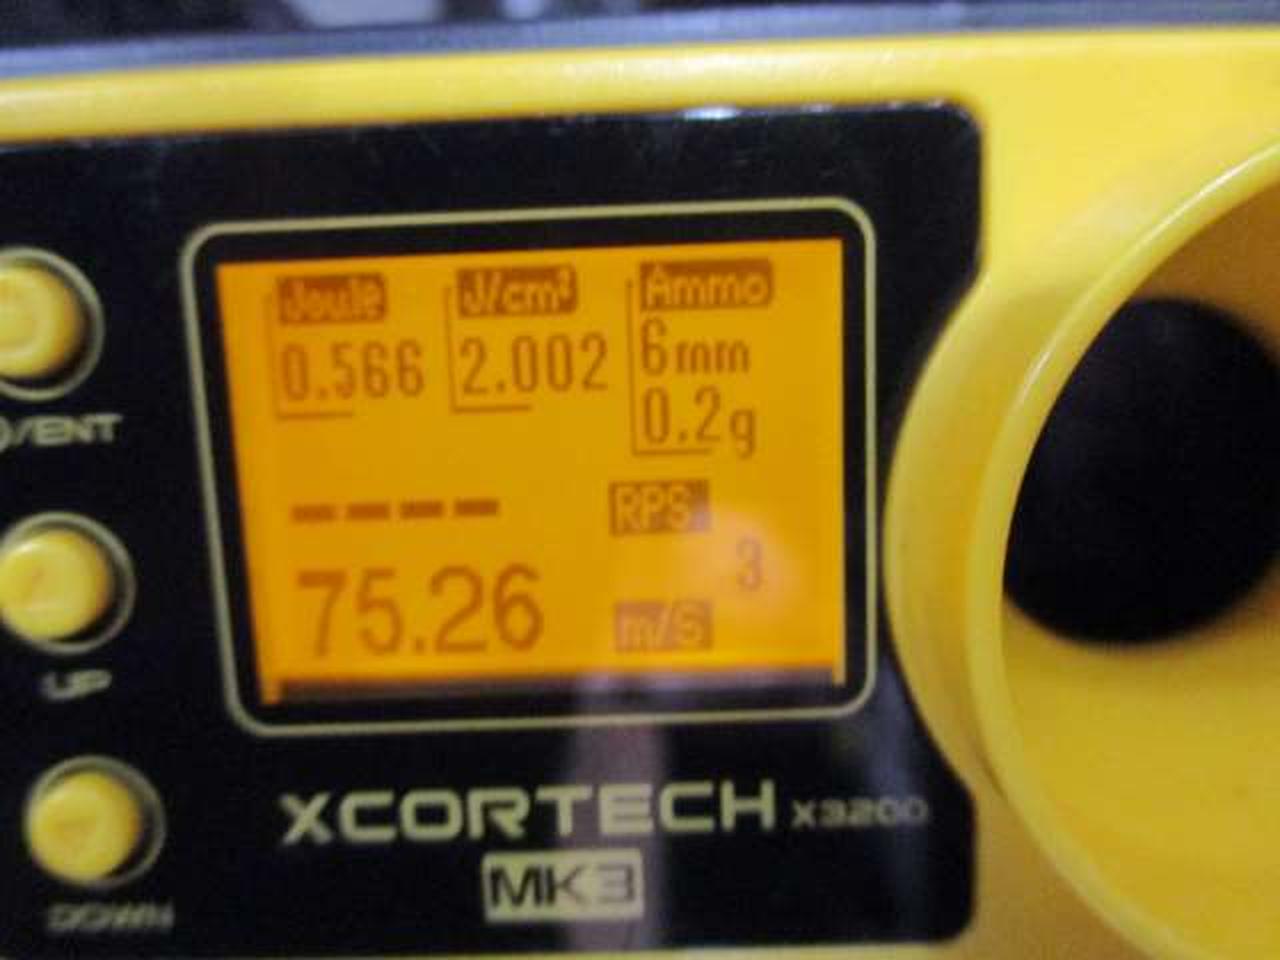 Joule J/cm² Ammo
0.566 2.002 6mm
0.2g
---- RPS
3
75.26 m/S
/ENT
UP
DOWN
XCORTECH X3200
MK3